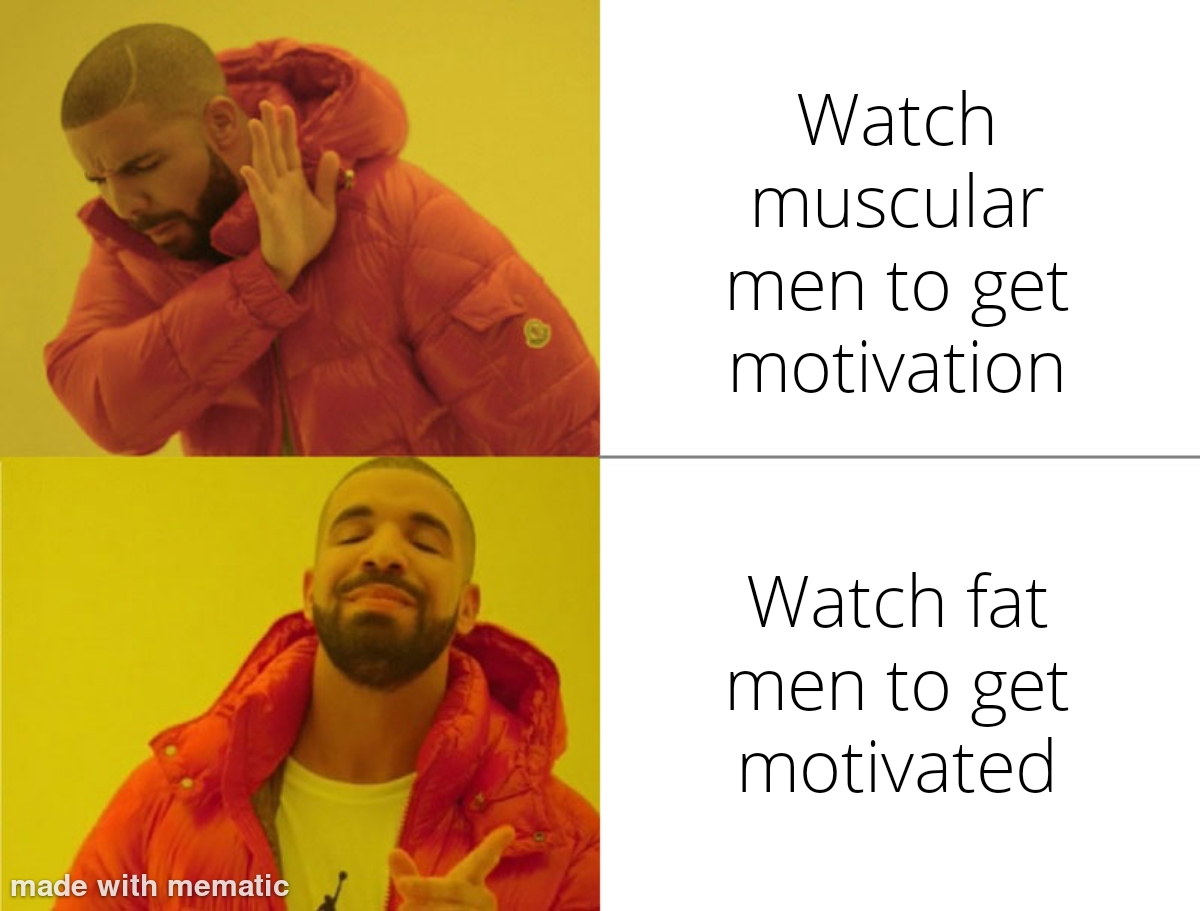 Watch
muscular
men to get
motivation
Watch fat
men to get
motivated
made with mematic